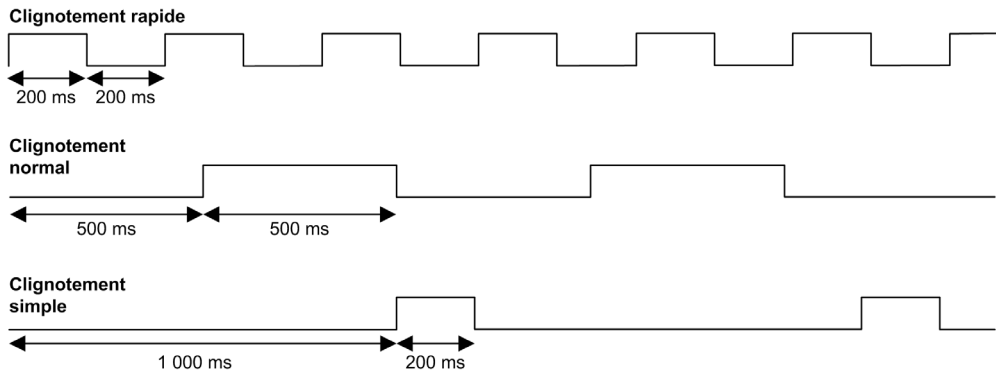 Clignotement rapide
200 ms 200 ms
Clignotement
normal
500 ms 500 ms
Clignotement
simple
1 000 ms 200 ms